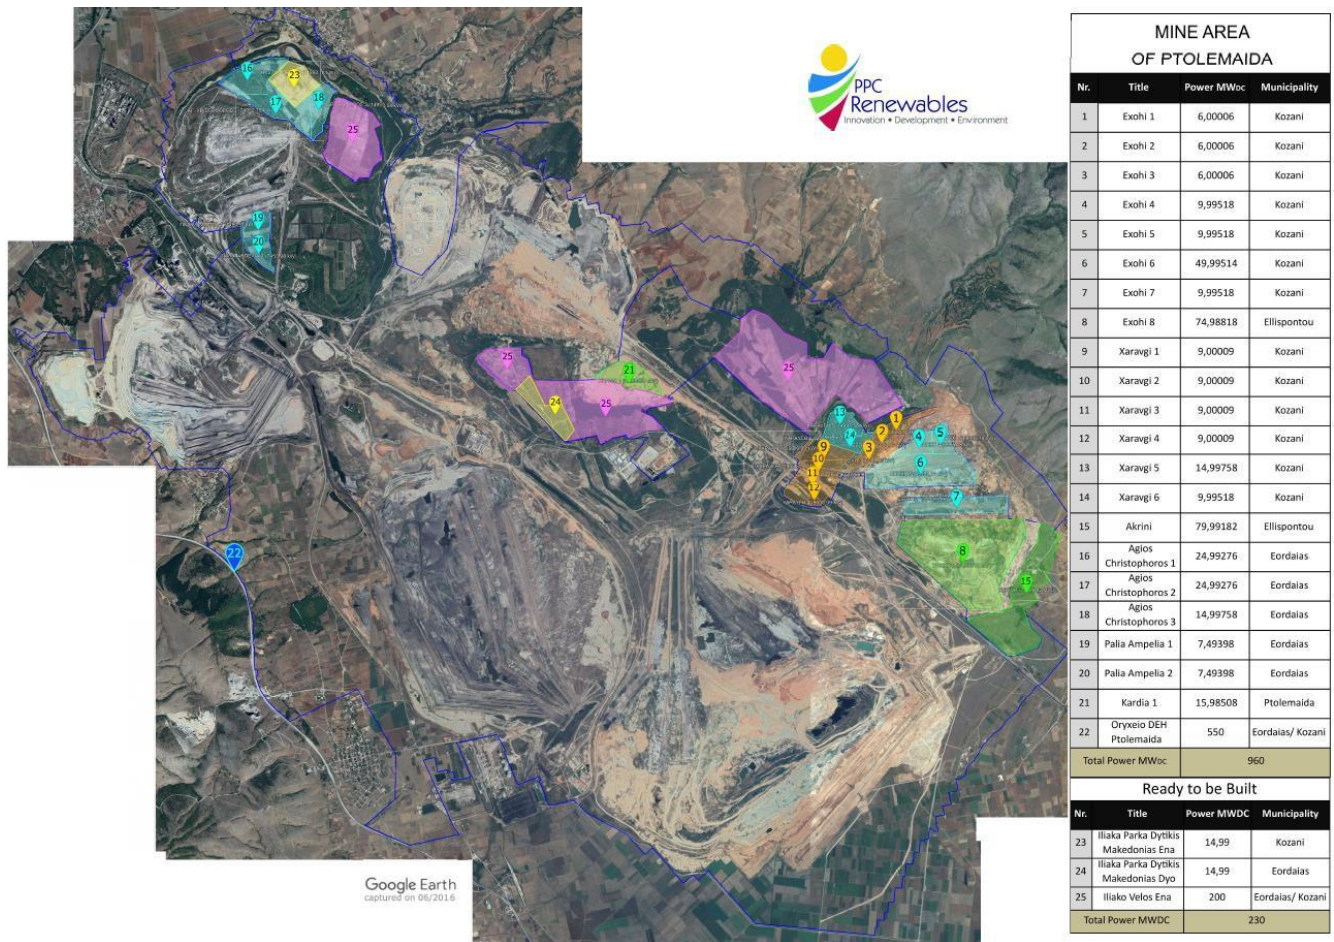 PPC
Renewables
Innovation • Development • Environment
MINE AREA
OF PTOLEMAIDA
Nr. Title Power MWDC Municipality
1 Exohi 1 6,00006 Kozani
2 Exohi 2 6,00006 Kozani
3 Exohi 3 6,00006 Kozani
4 Exohi 4 9,99518 Kozani
5 Exohi 5 9,99518 Kozani
6 Exohi 6 49,99514 Kozani
7 Exohi 7 9,99518 Kozani
8 Exohi 8 74,98818 Ellispontou
9 Xaravgi 1 9,00009 Kozani
10 Xaravgi 2 9,00009 Kozani
11 Xaravgi 3 9,00009 Kozani
12 Xaravgi 4 9,00009 Kozani
13 Xaravgi 5 14,99758 Kozani
14 Xaravgi 6 9,99518 Kozani
15 Akrini 79,99182 Ellispontou
16 Agios Christophoros 1 24,99276 Eordaias
17 Agios Christophoros 2 24,99276 Eordaias
18 Agios Christophoros 3 14,99758 Eordaias
19 Palia Ampelia 1 7,49398 Eordaias
20 Palia Ampelia 2 7,49398 Eordaias
21 Kardia 1 15,98508 Ptolemaida
22 Oryxeio DEH Ptolemaida 550 Eordaias/ Kozani
Total Power MWDC 960
Ready to be Built
Nr. Title Power MWDC Municipality
23 Iliaka Parka Dytikis Makedonias Ena 14,99 Kozani
24 Iliaka Parka Dytikis Makedonias Dyo 14,99 Eordaias
25 Iliako Velos Ena 200 Eordaias/ Kozani
Total Power MWDC 230
16
23
17
18
25
19
20
25
21
24
25
25
13
1
2
14
3
4
5
9
10
6
11
12
7
8
15
22
Google Earth
captured on 06/2016